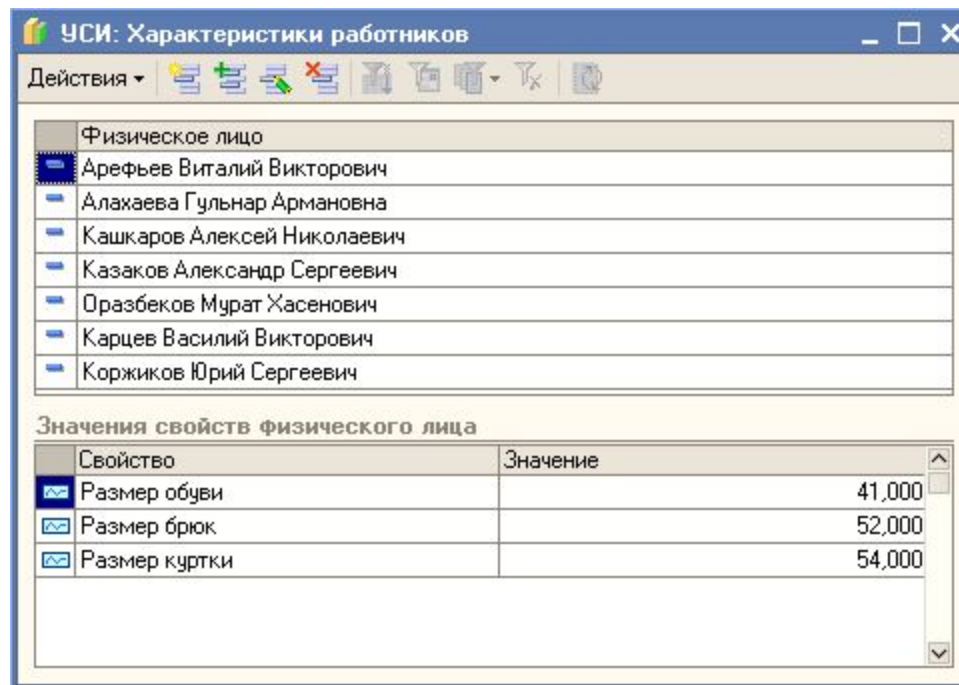 УСИ: Характеристики работников
Действия
Физическое лицо
Арефьев Виталий Викторович
Алахаева Гульнар Армановна
Кашкаров Алексей Николаевич
Казаков Александр Сергеевич
Оразбеков Мурат Хасенович
Карцев Василий Викторович
Коржиков Юрий Сергеевич
Значения свойств физического лица
Свойство Значение
Размер обуви 41,000
Размер брюк 52,000
Размер куртки 54,000